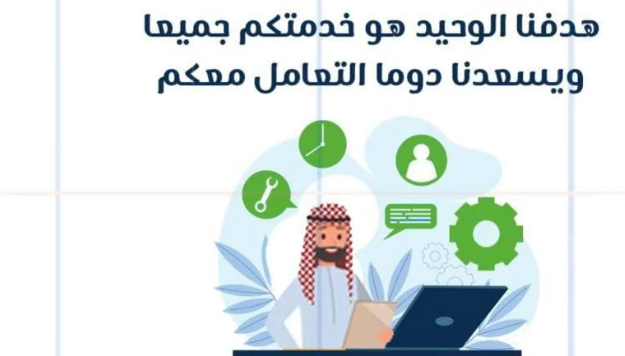 هدفنا الوحيد هو خدمتكم جميعا
ويسعدنا دوما التعامل معكم